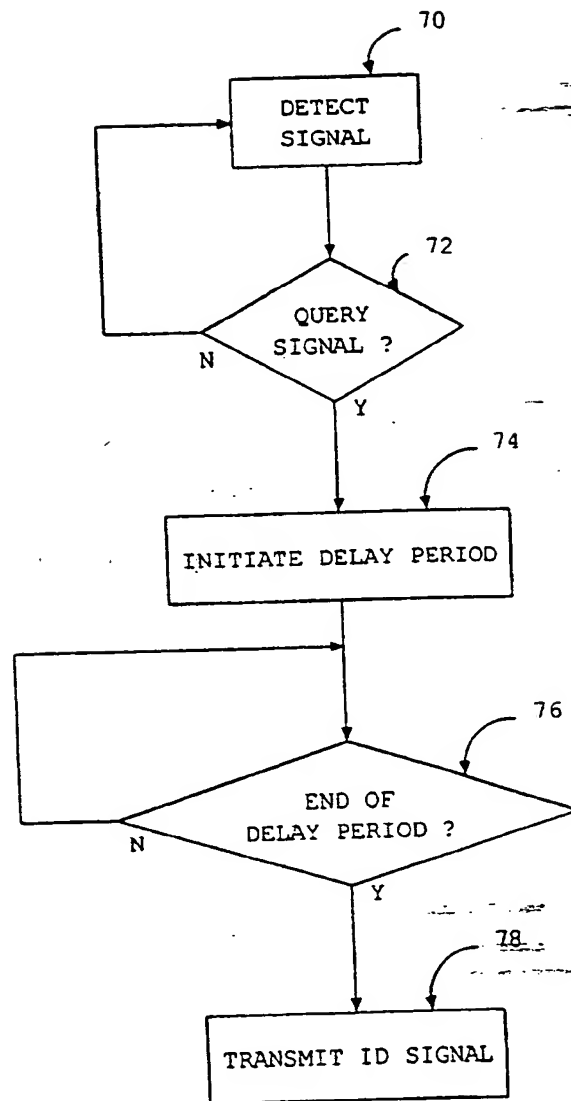 70
DETECT
SIGNAL
72
QUERY
SIGNAL ?
N
Y
74
INITIATE DELAY PERIOD
76
END OF
DELAY PERIOD ?
N
Y
78
TRANSMIT ID SIGNAL